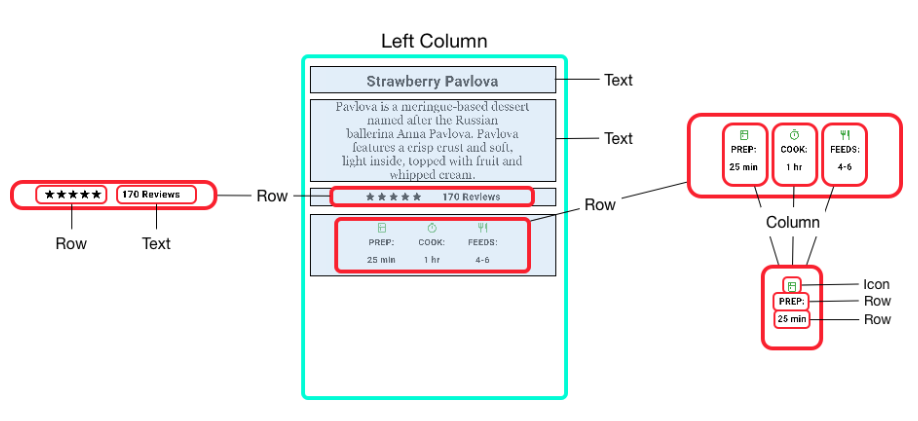 Left Column
Strawberry Pavlova
Text
Pavlova is a meringue-based dessert
named after the Russian
ballerina Anna Pavlova. Pavlova
features a crisp crust and soft,
light inside, topped with fruit and
whipped cream.
Text
★★★★★ 170 Reviews
Row
Text
Row
★★★★★ 170 Reviews
Row
PREP: COOK: FEEDS:
25 min 1 hr 4-6
PREP: COOK: FEEDS:
25 min 1 hr 4-6
Column
Icon
PREP:
Row
25 min
Row